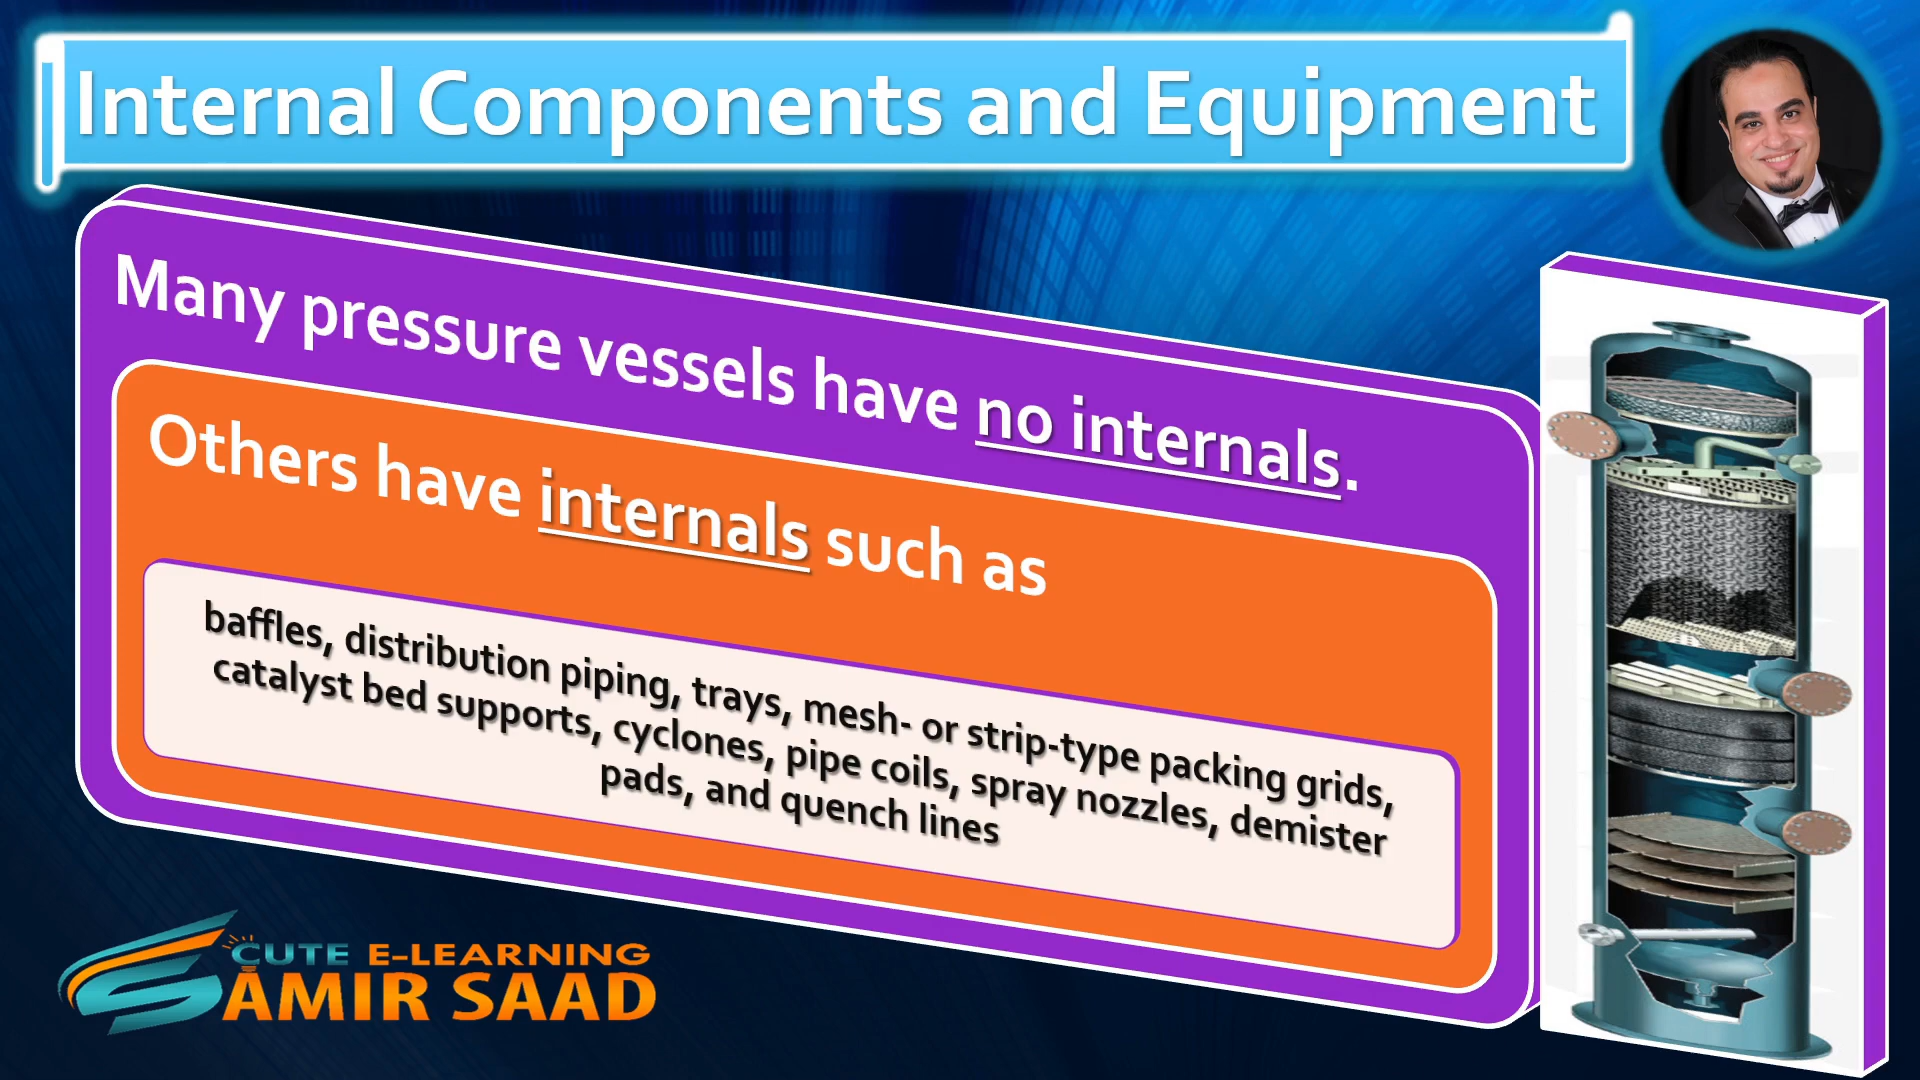 Internal Components and Equipment
Many pressure vessels have no internals.
Others have internals such as
baffles, distribution piping, trays, mesh- or strip-type packing grids,
catalyst bed supports, cyclones, pipe coils, spray nozzles, demister
pads, and quench lines
CUTE E-LEARNING
AMIR SAAD